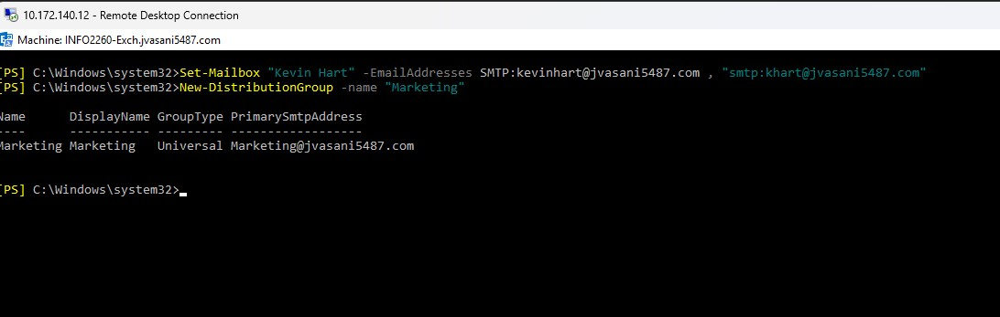 10.172.140.12 - Remote Desktop Connection
Machine: INFO2260-Exch.jvasani5487.com
[PS] C:\Windows\system32>Set-Mailbox "Kevin Hart" -EmailAddresses SMTP:kevinhart@jvasani5487.com , "smtp:khart@jvasani5487.com"
[PS] C:\Windows\system32>New-DistributionGroup -name "Marketing"
Name DisplayName GroupType PrimarySmtpAddress
---- ----------- --------- ------------------
Marketing Marketing Universal Marketing@jvasani5487.com
[PS] C:\Windows\system32>